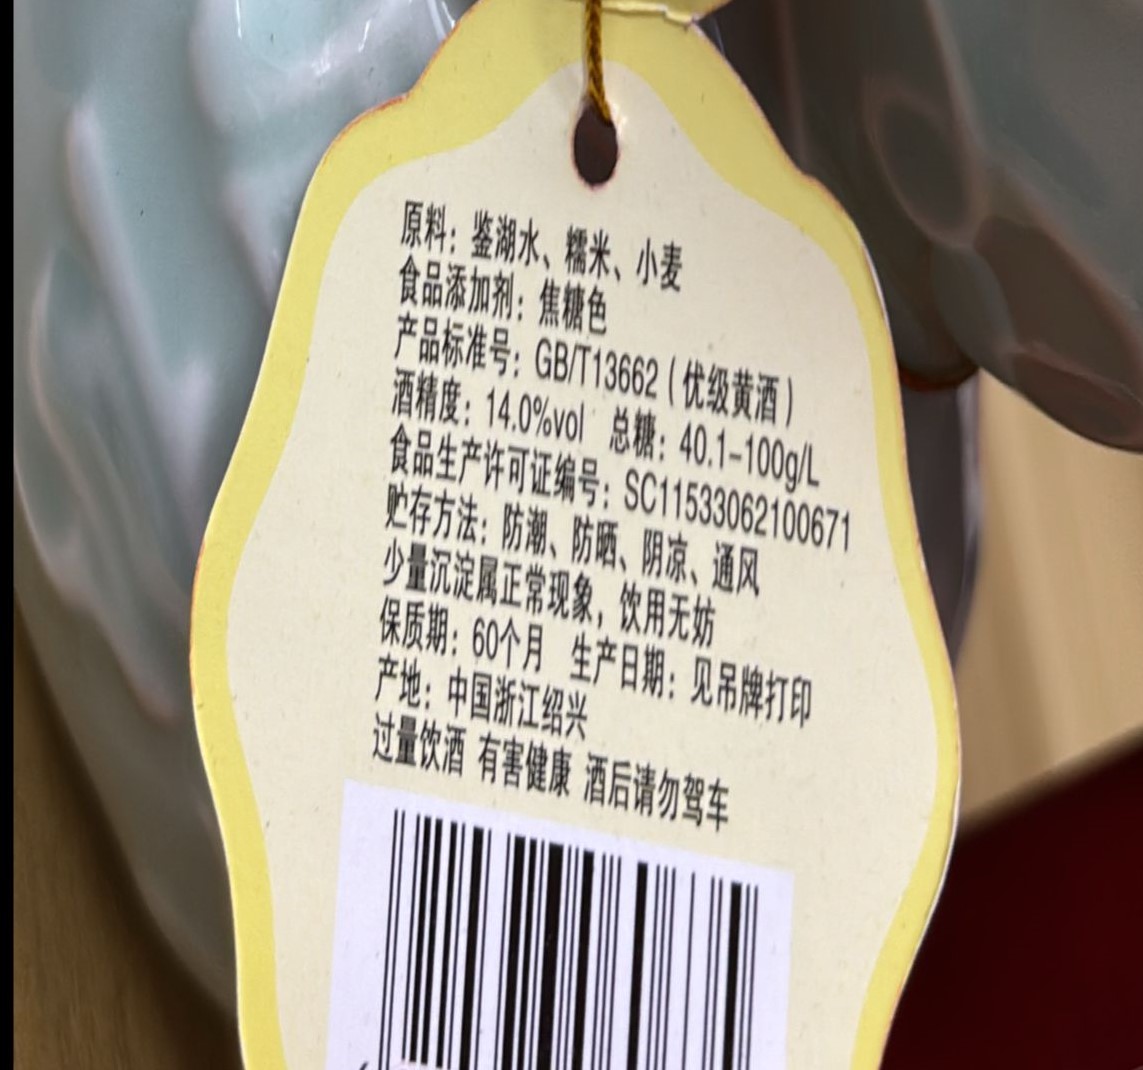 原料：鉴湖水、糯米、小麦
食品添加剂：焦糖色
产品标准号：GB/T13662（优级黄酒）
酒精度：14.0%vol 总糖：40.1-100g/L
食品生产许可证编号：SC11533062100671
贮存方法：防潮、防晒、阴凉、通风
少量沉淀属正常现象，饮用无妨
保质期：60个月 生产日期：见吊牌打印
产地：中国浙江绍兴
过量饮酒 有害健康 酒后请勿驾车